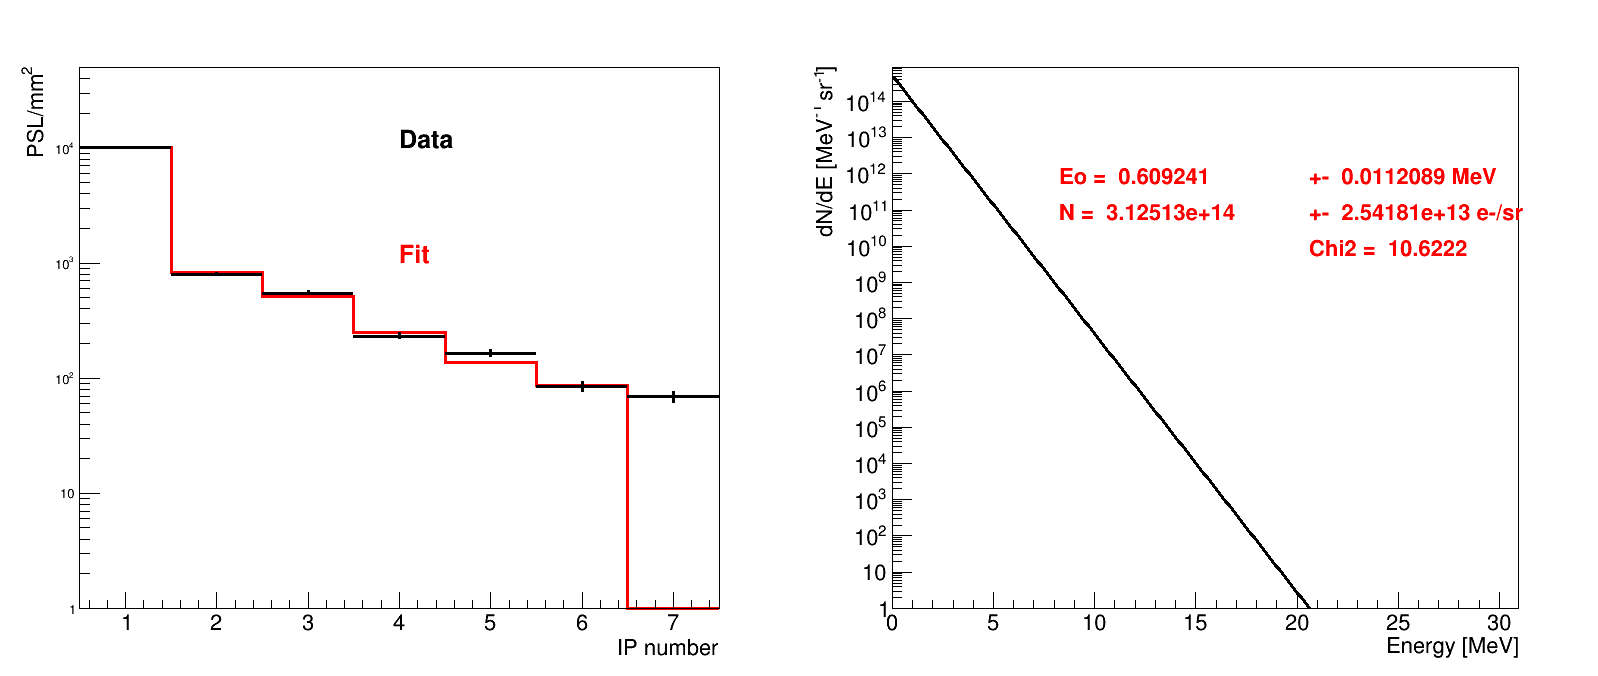 PSL/mm²
10⁴
10³
10²
10
1
Data
Fit
1 2 3 4 5 6 7
IP number
dN/dE [MeV⁻¹ sr⁻¹]
10¹⁴
10¹³
10¹²
10¹¹
10¹⁰
10⁹
10⁸
10⁷
10⁶
10⁵
10⁴
10³
10²
10
1
Eo = 0.609241 +- 0.0112089 MeV
N = 3.12513e+14 +- 2.54181e+13 e-/sr
Chi2 = 10.6222
0 5 10 15 20 25 30
Energy [MeV]